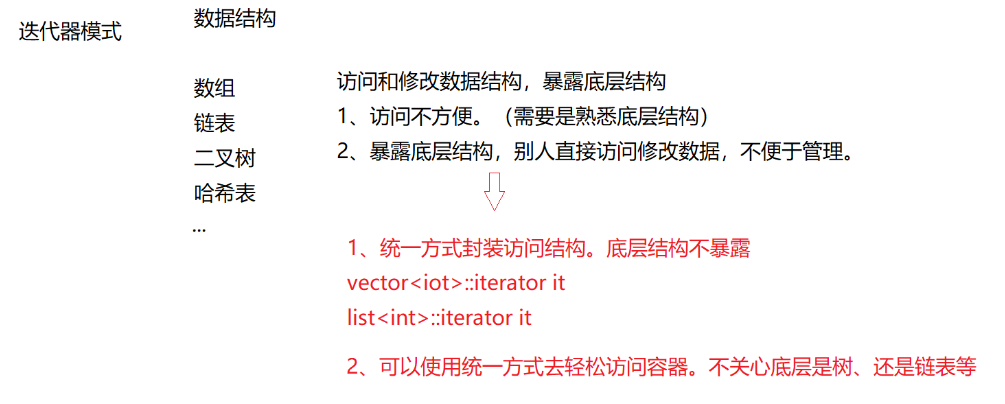 迭代器模式
数据结构
数组
链表
二叉树
哈希表
...
访问和修改数据结构，暴露底层结构
1、访问不方便。（需要是熟悉底层结构）
2、暴露底层结构，别人直接访问修改数据，不便于管理。
1、统一方式封装访问结构。底层结构不暴露
vector<iot>::iterator it
list<int>::iterator it
2、可以使用统一方式去轻松访问容器。不关心底层是树、还是链表等